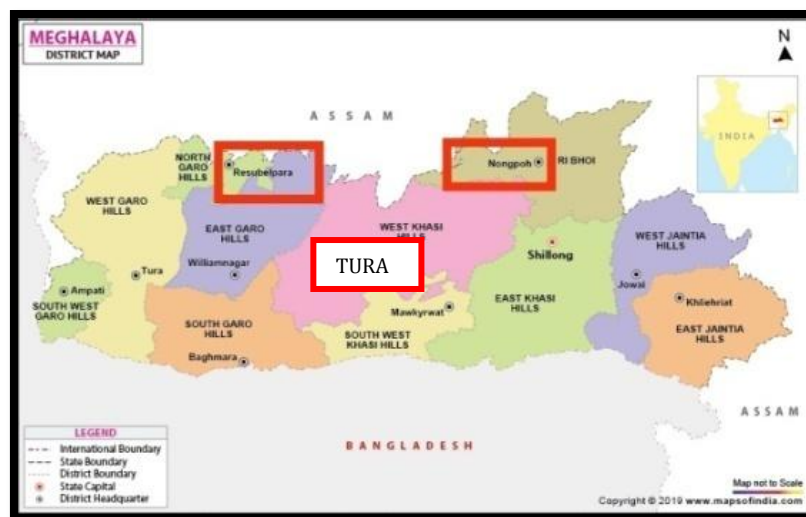 MEGHALAYA
DISTRICT MAP
N
ASSAM
INDIA
NORTH
GARO
HILLS
Resubelpara
Nongpoh
RI BHOI
WEST GARO
HILLS
EAST GARO
HILLS
WEST KHASI
HILLS
WEST JAINTIA
HILLS
Shillong
TURA
Tura
Williamnagar
Ampati
SOUTH WEST
GARO HILLS
Jowai
Khliehriat
EAST KHASI
HILLS
Mawkyrwat
SOUTH GARO
HILLS
SOUTH WEST
KHASI HILLS
EAST JAINTIA
HILLS
Baghmara
ASSAM
BANGLADESH
LEGEND
International Boundary
State Boundary
District Boundary
State Capital
District Headquarter
Map not to Scale
Copyright © 2019 www.mapsofindia.com